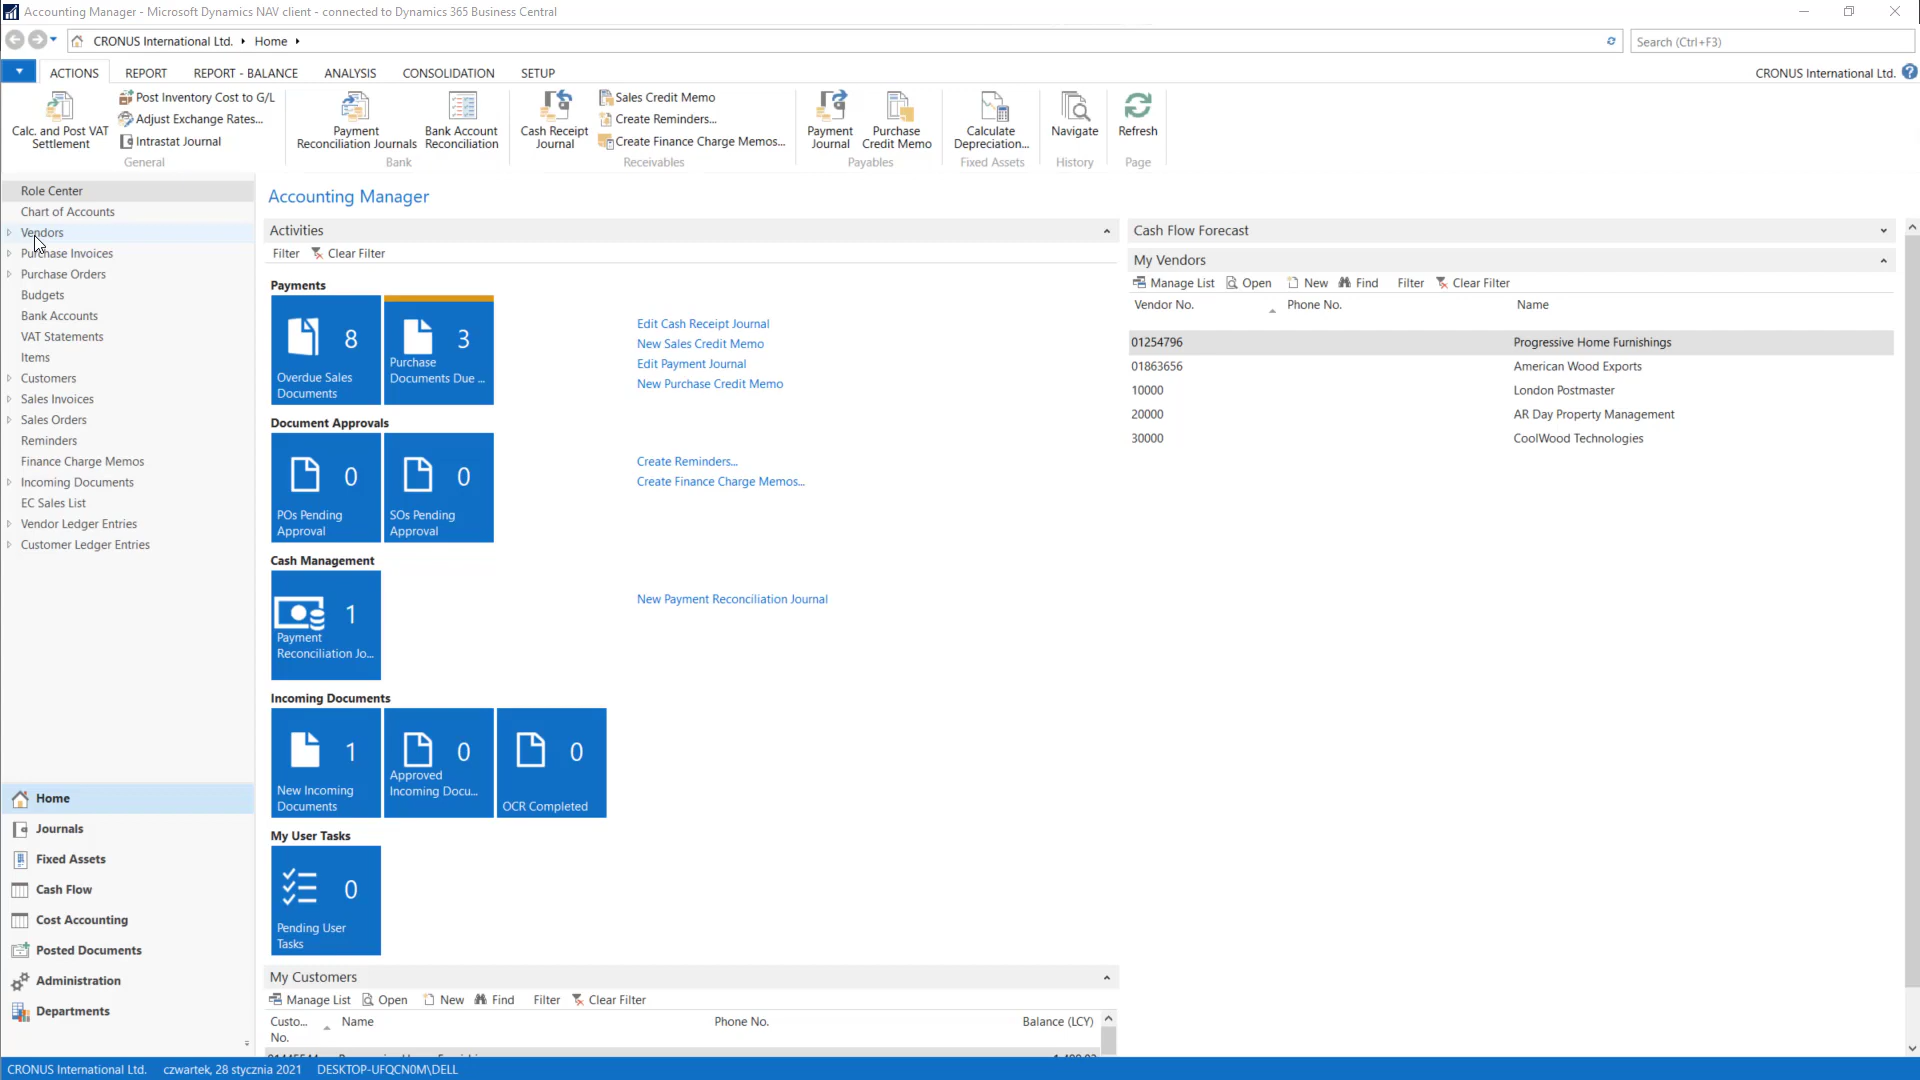 Accounting Manager - Microsoft Dynamics NAV client - connected to Dynamics 365 Business Central
CRONUS International Ltd. Home
Search (Ctrl+F3)
ACTIONS REPORT REPORT - BALANCE ANALYSIS CONSOLIDATION SETUP
CRONUS International Ltd.
Calc. and Post VAT Settlement
Post Inventory Cost to G/L
Adjust Exchange Rates...
Intrastat Journal
General
Payment Reconciliation Journals
Bank Account Reconciliation
Bank
Cash Receipt Journal
Sales Credit Memo
Create Reminders...
Create Finance Charge Memos...
Receivables
Payment Journal
Purchase Credit Memo
Payables
Calculate Depreciation...
Fixed Assets
Navigate
History
Refresh
Page
Role Center
Chart of Accounts
Vendors
Purchase Invoices
Purchase Orders
Budgets
Bank Accounts
VAT Statements
Items
Customers
Sales Invoices
Sales Orders
Reminders
Finance Charge Memos
Incoming Documents
EC Sales List
Vendor Ledger Entries
Customer Ledger Entries
Home
Journals
Fixed Assets
Cash Flow
Cost Accounting
Posted Documents
Administration
Departments
Accounting Manager
Activities
Filter Clear Filter
Payments
8
Overdue Sales Documents
3
Purchase Documents Due ...
Edit Cash Receipt Journal
New Sales Credit Memo
Edit Payment Journal
New Purchase Credit Memo
Document Approvals
0
POs Pending Approval
0
SOs Pending Approval
Create Reminders...
Create Finance Charge Memos...
Cash Management
1
Payment Reconciliation Jo...
New Payment Reconciliation Journal
Incoming Documents
1
New Incoming Documents
0
Approved Incoming Docu...
0
OCR Completed
My User Tasks
0
Pending User Tasks
My Customers
Manage List Open New Find Filter Clear Filter
Custo... No. Name Phone No. Balance (LCY)
Cash Flow Forecast
My Vendors
Manage List Open New Find Filter Clear Filter
Vendor No. Phone No. Name
01254796 Progressive Home Furnishings
01863656 American Wood Exports
10000 London Postmaster
20000 AR Day Property Management
30000 CoolWood Technologies
CRONUS International Ltd. czwartek, 28 stycznia 2021 DESKTOP-UFQCN0M\DELL